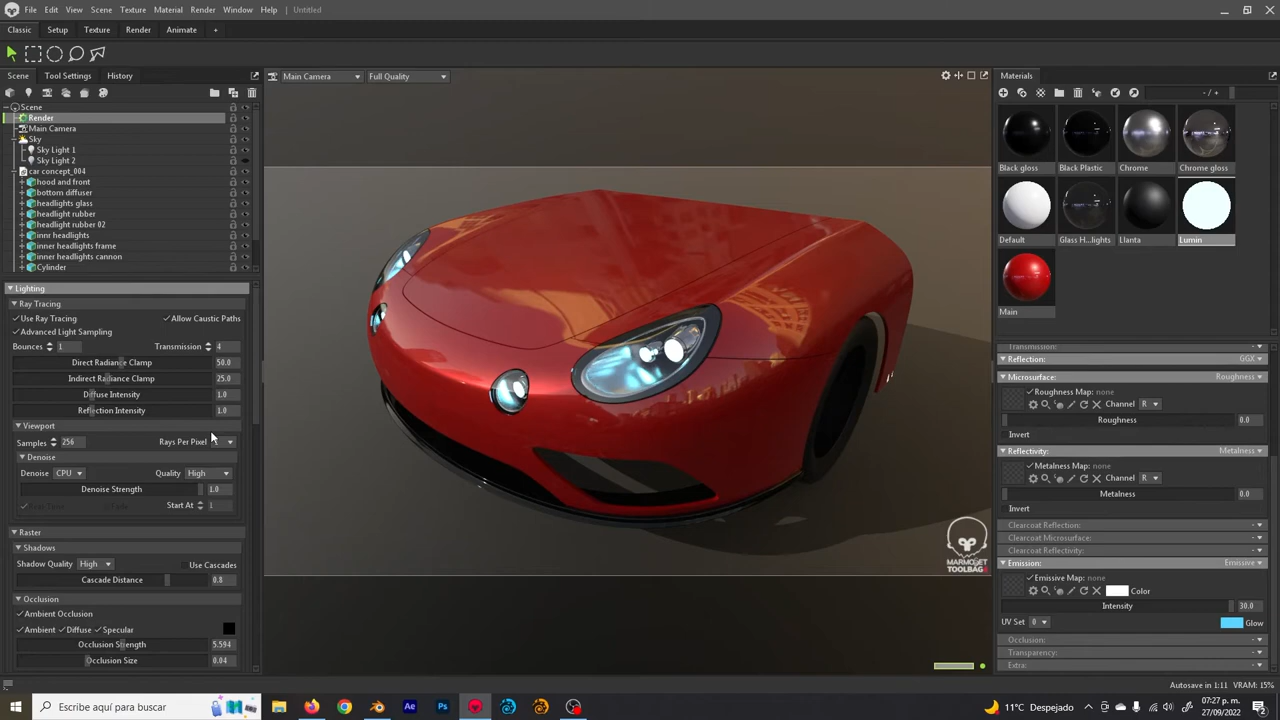 File Edit View Scene Texture Material Render Window Help Untitled
Classic Setup Texture Render Animate +
Scene Tool Settings History
Main Camera Full Quality
Materials
- / +
Scene
Render
Main Camera
Sky
Sky Light 1
Sky Light 2
car concept_004
hood and front
bottom diffuser
headlights glass
headlight rubber
headlight rubber 02
innr headlights
inner headlights frame
inner headlights cannon
Cylinder
Black gloss Black Plastic Chrome Chrome gloss
Default Glass H...lights Llanta Lumin
Main
Lighting
Ray Tracing
Use Ray Tracing Allow Caustic Paths
Advanced Light Sampling
Bounces 1 Transmission 4
Direct Radiance Clamp 50.0
Indirect Radiance Clamp 25.0
Diffuse Intensity 1.0
Reflection Intensity 1.0
Viewport
Samples 256 Rays Per Pixel
Denoise
Denoise CPU Quality High
Denoise Strength 1.0
Start At 1
Raster
Shadows
Shadow Quality High Use Cascades
Cascade Distance 0.8
Occlusion
Ambient Occlusion
Ambient Diffuse Specular
Occlusion Strength 5.594
Occlusion Size 0.04
Transmission:
Reflection: GGX
Microsurface: Roughness
Roughness Map: none
Channel R
Roughness 0.0
Invert
Reflectivity: Metalness
Metalness Map: none
Channel R
Metalness 0.0
Invert
Clearcoat Reflection:
Clearcoat Microsurface:
Clearcoat Reflectivity:
Emission: Emissive
Emissive Map: none
Color
Intensity 30.0
UV Set 0 Glow
Occlusion:
Transparency:
Extra:
MARMOSET
TOOLBAG4
Autosave in 1:11 VRAM: 15%
Escribe aquí para buscar
Ae Ps
11°C Despejado
07:27 p. m.
27/09/2022